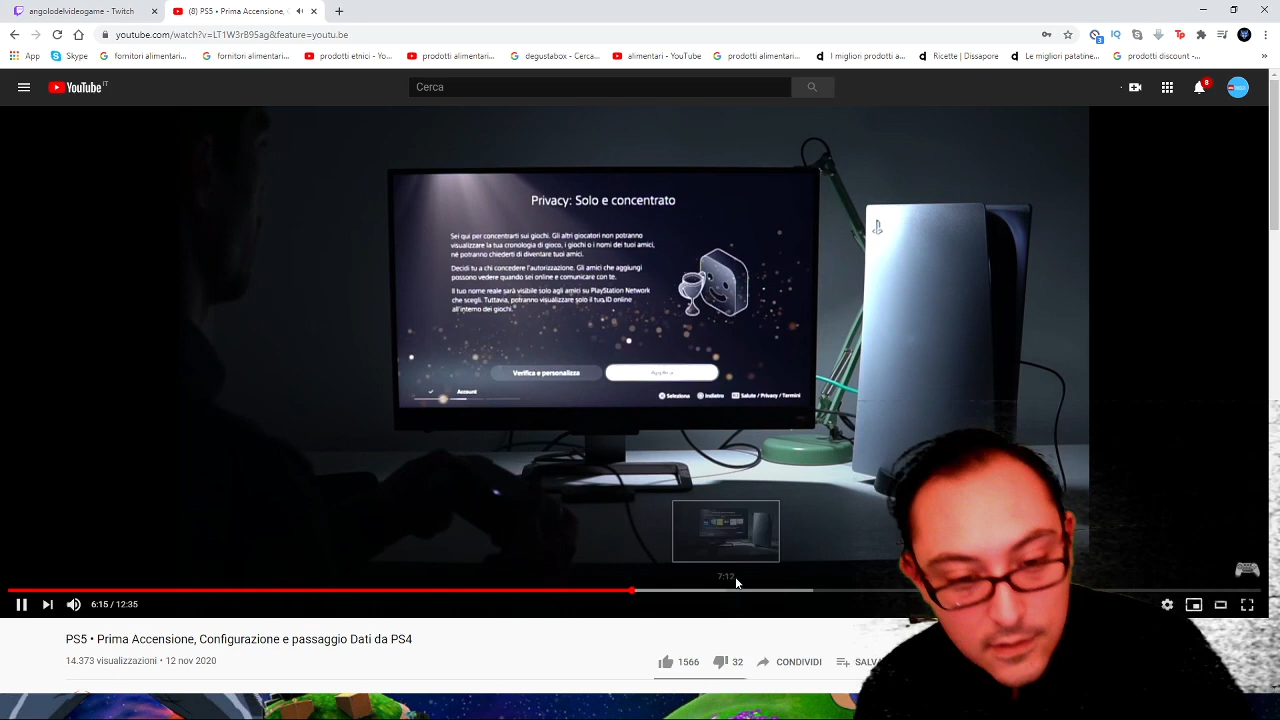 angolodelvideogame - Twitch
(8) PS5 • Prima Accensione, C
youtube.com/watch?v=LT1W3rB95ag&feature=youtu.be
App
Skype
fornitori alimentari...
fornitori alimentari...
prodotti etnici - Yo...
prodotti alimentari...
degustabox - Cerca...
alimentari - YouTube
prodotti alimentari...
I migliori prodotti a...
Ricette | Dissapore
Le migliori patatine...
prodotti discount -...
YouTube IT
Cerca
8
Privacy: Solo e concentrato
Sei qui per concentrarti sui giochi. Gli altri giocatori non potranno
visualizzare la tua cronologia di gioco, i giochi o i nomi dei tuoi amici,
né potranno chiederti di diventare tuoi amici.
Decidi tu a chi concedere l'autorizzazione. Gli amici che aggiungi
possono vedere quando sei online e comunicare con te.
Il tuo nome reale sarà visibile solo agli amici su PlayStation Network
che scegli. Tuttavia, potranno visualizzare solo il tuo ID online
all'interno dei giochi.
Verifica e personalizza
Account
Seleziona
Indietro
Salute / Privacy / Termini
7:12
6:15 / 12:35
PS5 • Prima Accensione, Configurazione e passaggio Dati da PS4
14.373 visualizzazioni • 12 nov 2020
1566
32
CONDIVIDI